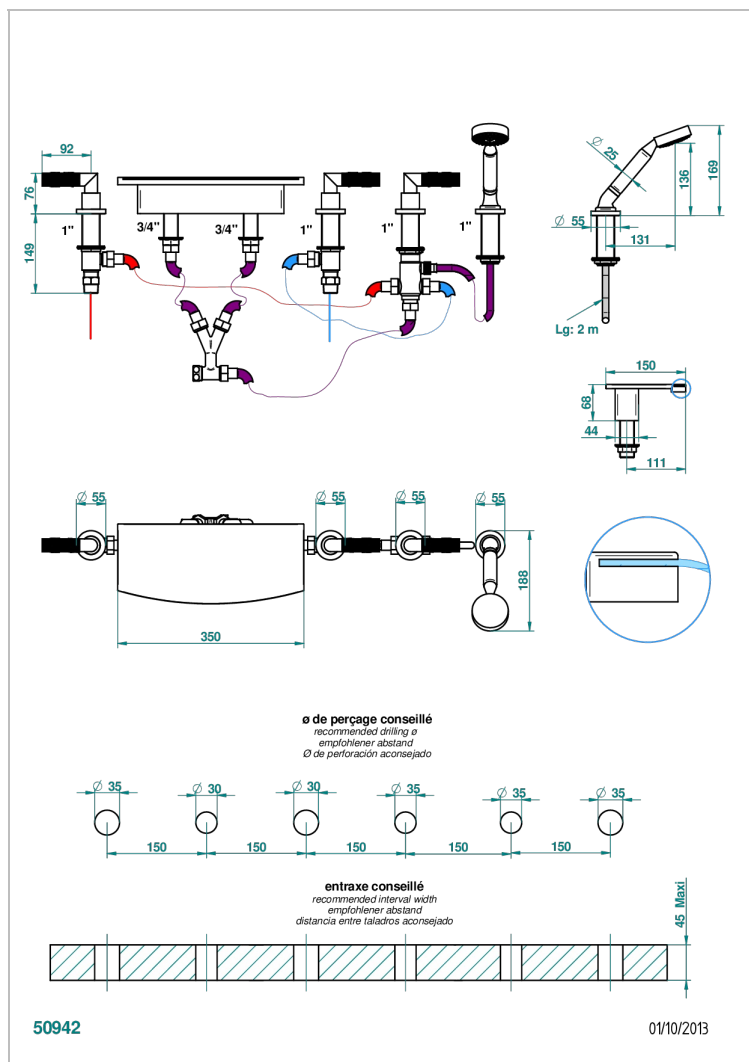 92
76
149
1"
3/4"
3/4"
1"
1"
1"
Ø 25
Ø 55
131
136
169
Lg: 2 m
150
68
44
111
Ø 55
Ø 55
Ø 55
Ø 55
188
350
ø de perçage conseillé
recommended drilling ø
empfohlener abstand
Ø de perforación aconsejado
Ø 35
Ø 30
Ø 30
Ø 35
Ø 35
Ø 35
150
150
150
150
150
entraxe conseillé
recommended interval width
empfohlener abstand
distancia entre taladros aconsejado
45 Maxi
50942
01/10/2013